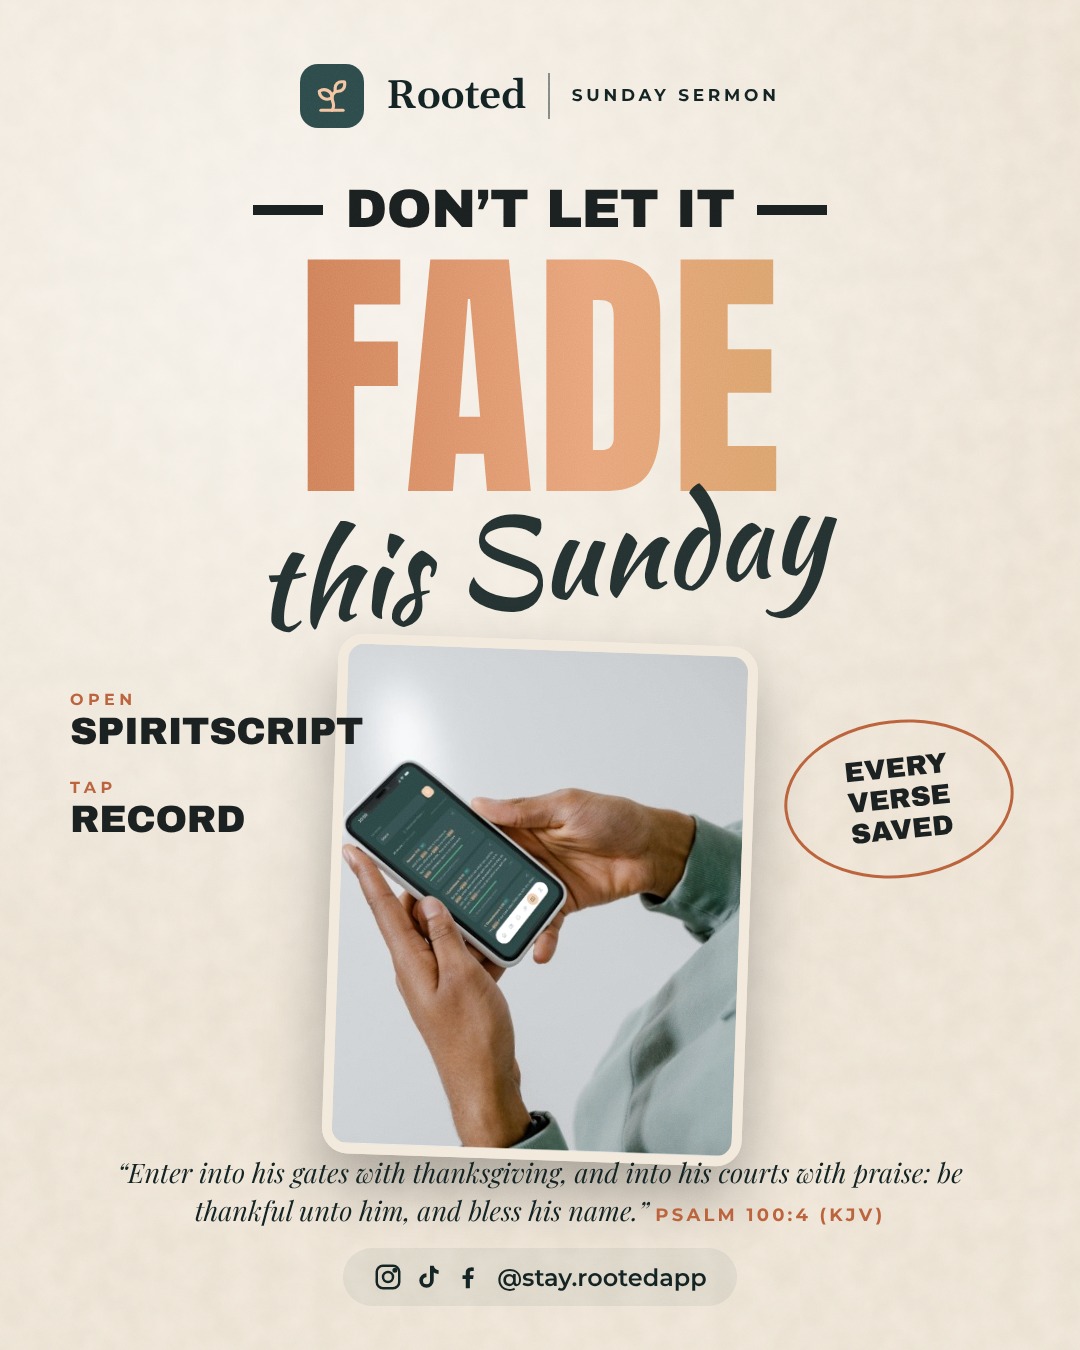 Rooted
SUNDAY SERMON
DON’T LET IT
FADE
this Sunday
OPEN
SPIRITSCRIPT
TAP
RECORD
EVERY
VERSE
SAVED
“Enter into his gates with thanksgiving, and into his courts with praise: be
thankful unto him, and bless his name.” PSALM 100:4 (KJV)
@stay.rootedapp